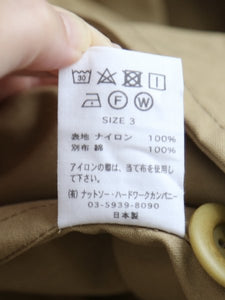 SIZE 3
表地 ナイロン 100%
別布 綿 100%
アイロンの際は、当て布を使用し
て下さい。
(有)ナットソー・ハードワークカンパニー
03-5939-8090
日本製